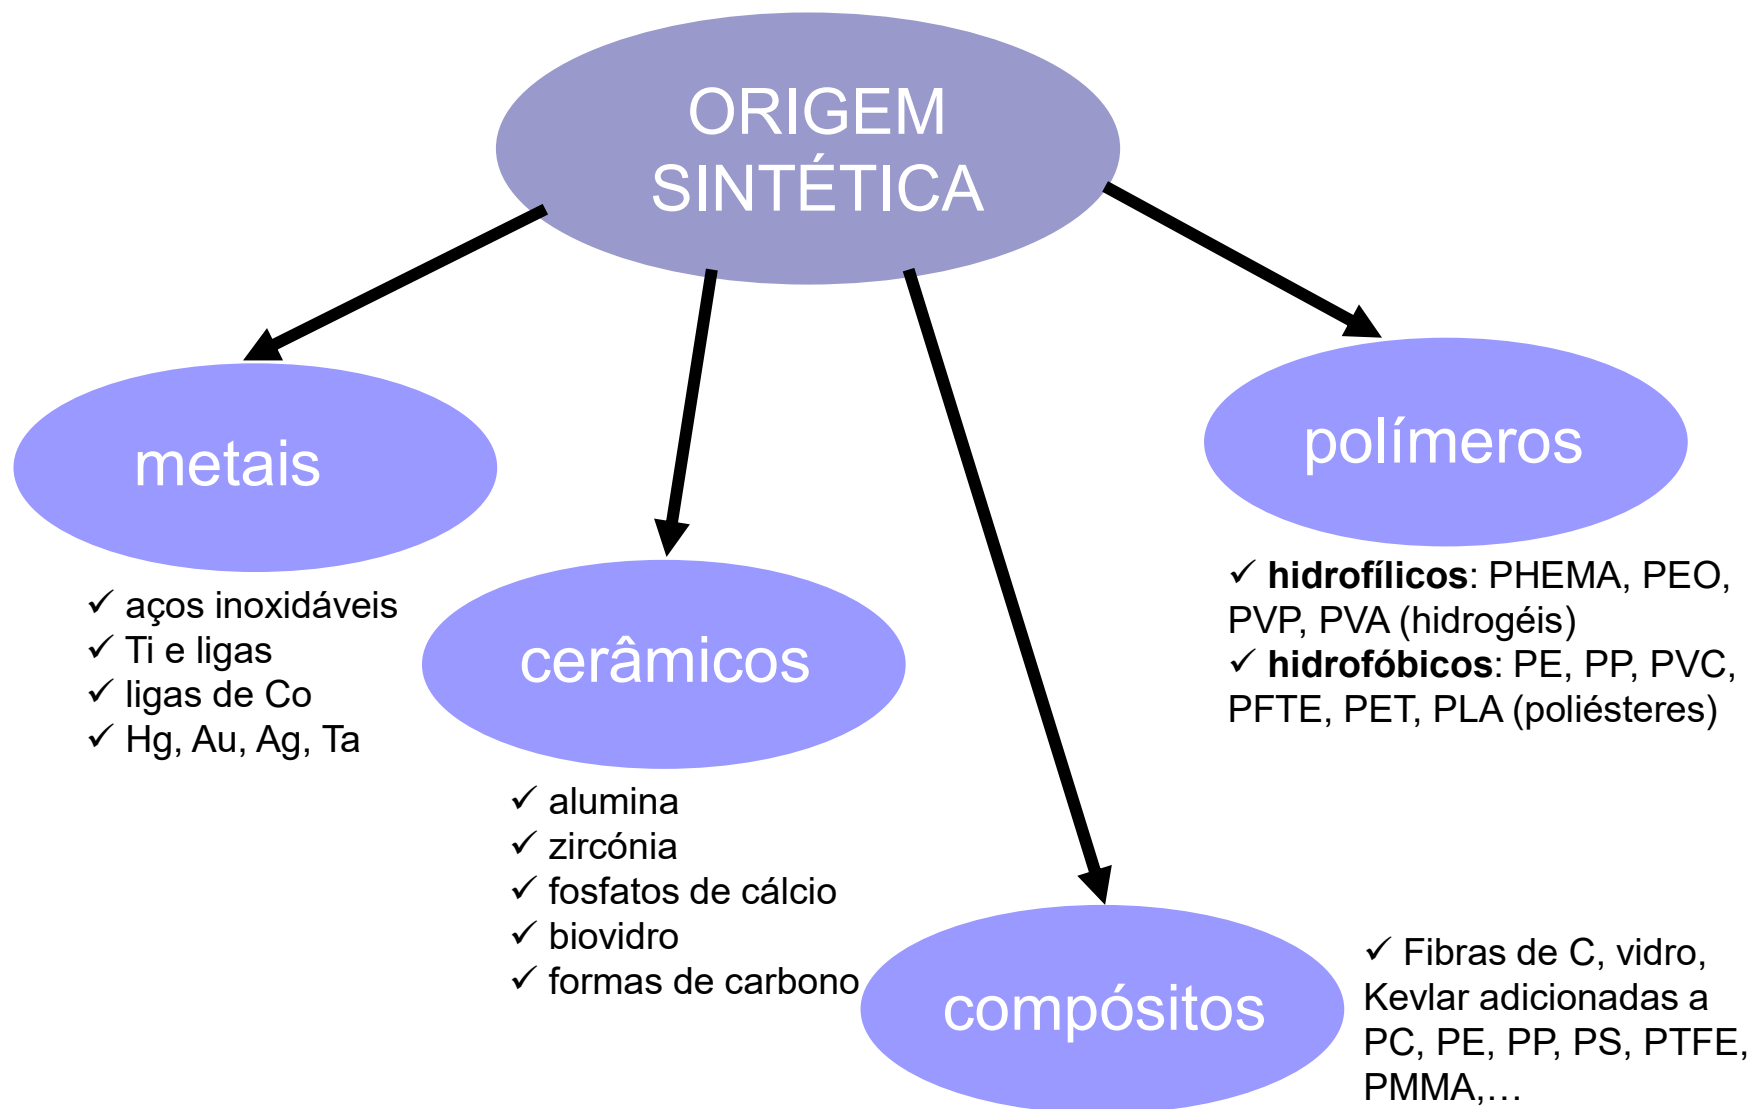 ORIGEM
SINTÉTICA
metais
✓ aços inoxidáveis
✓ Ti e ligas
✓ ligas de Co
✓ Hg, Au, Ag, Ta
cerâmicos
✓ alumina
✓ zircónia
✓ fosfatos de cálcio
✓ biovidro
✓ formas de carbono
compósitos
✓ Fibras de C, vidro,
Kevlar adicionadas a
PC, PE, PP, PS, PTFE,
PMMA,…
polímeros
✓ hidrofílicos: PHEMA, PEO,
PVP, PVA (hidrogéis)
✓ hidrofóbicos: PE, PP, PVC,
PFTE, PET, PLA (poliésteres)